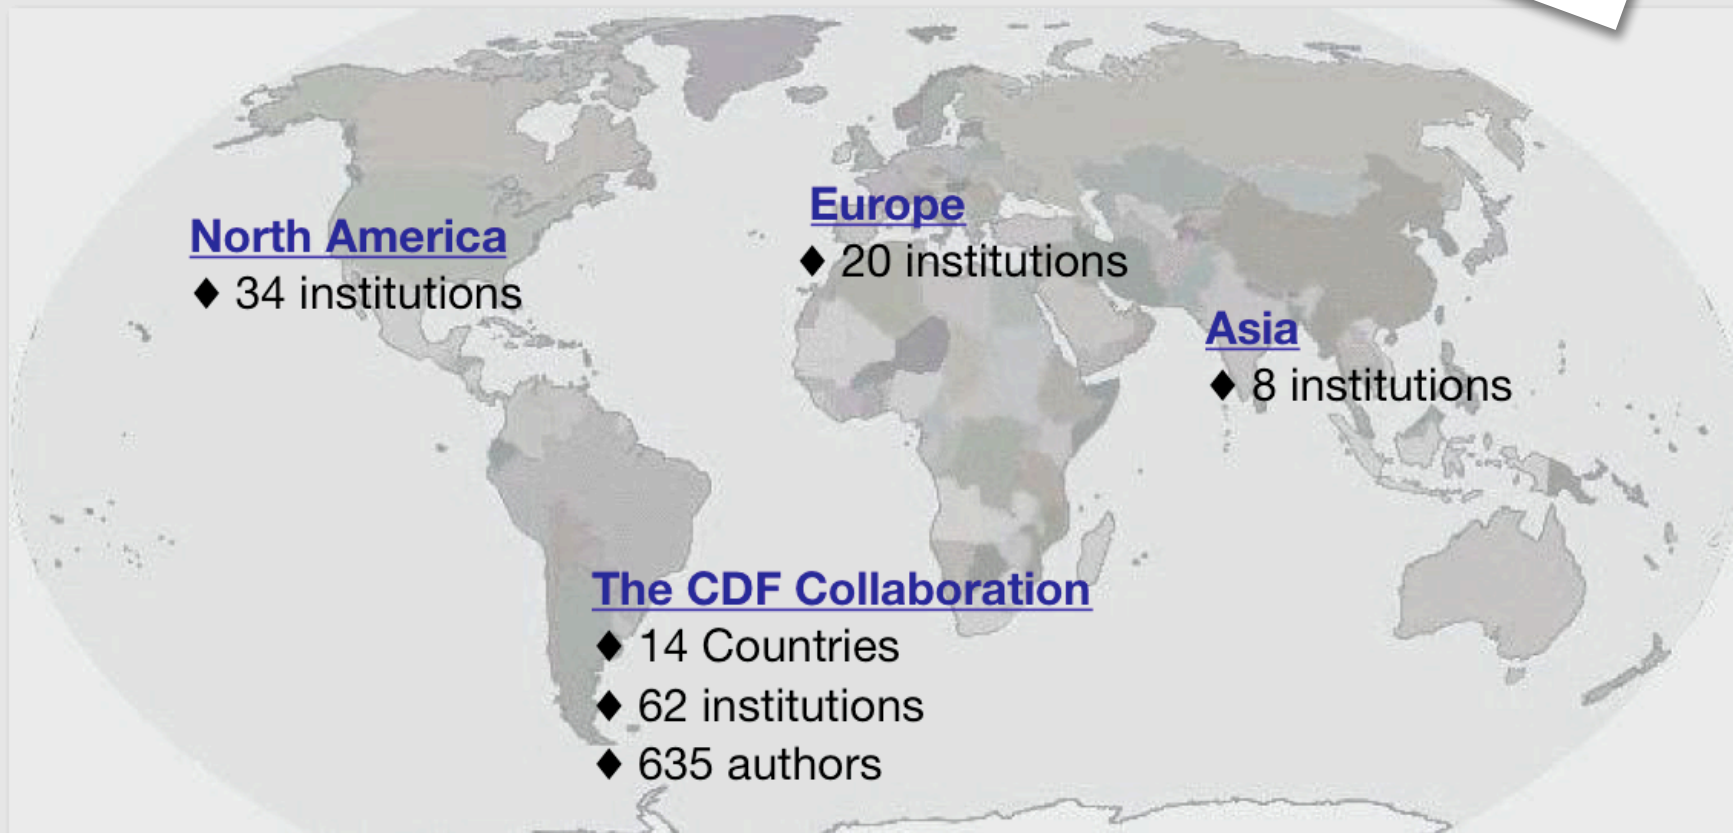 North America
♦ 34 institutions
Europe
♦ 20 institutions
Asia
♦ 8 institutions
The CDF Collaboration
♦ 14 Countries
♦ 62 institutions
♦ 635 authors